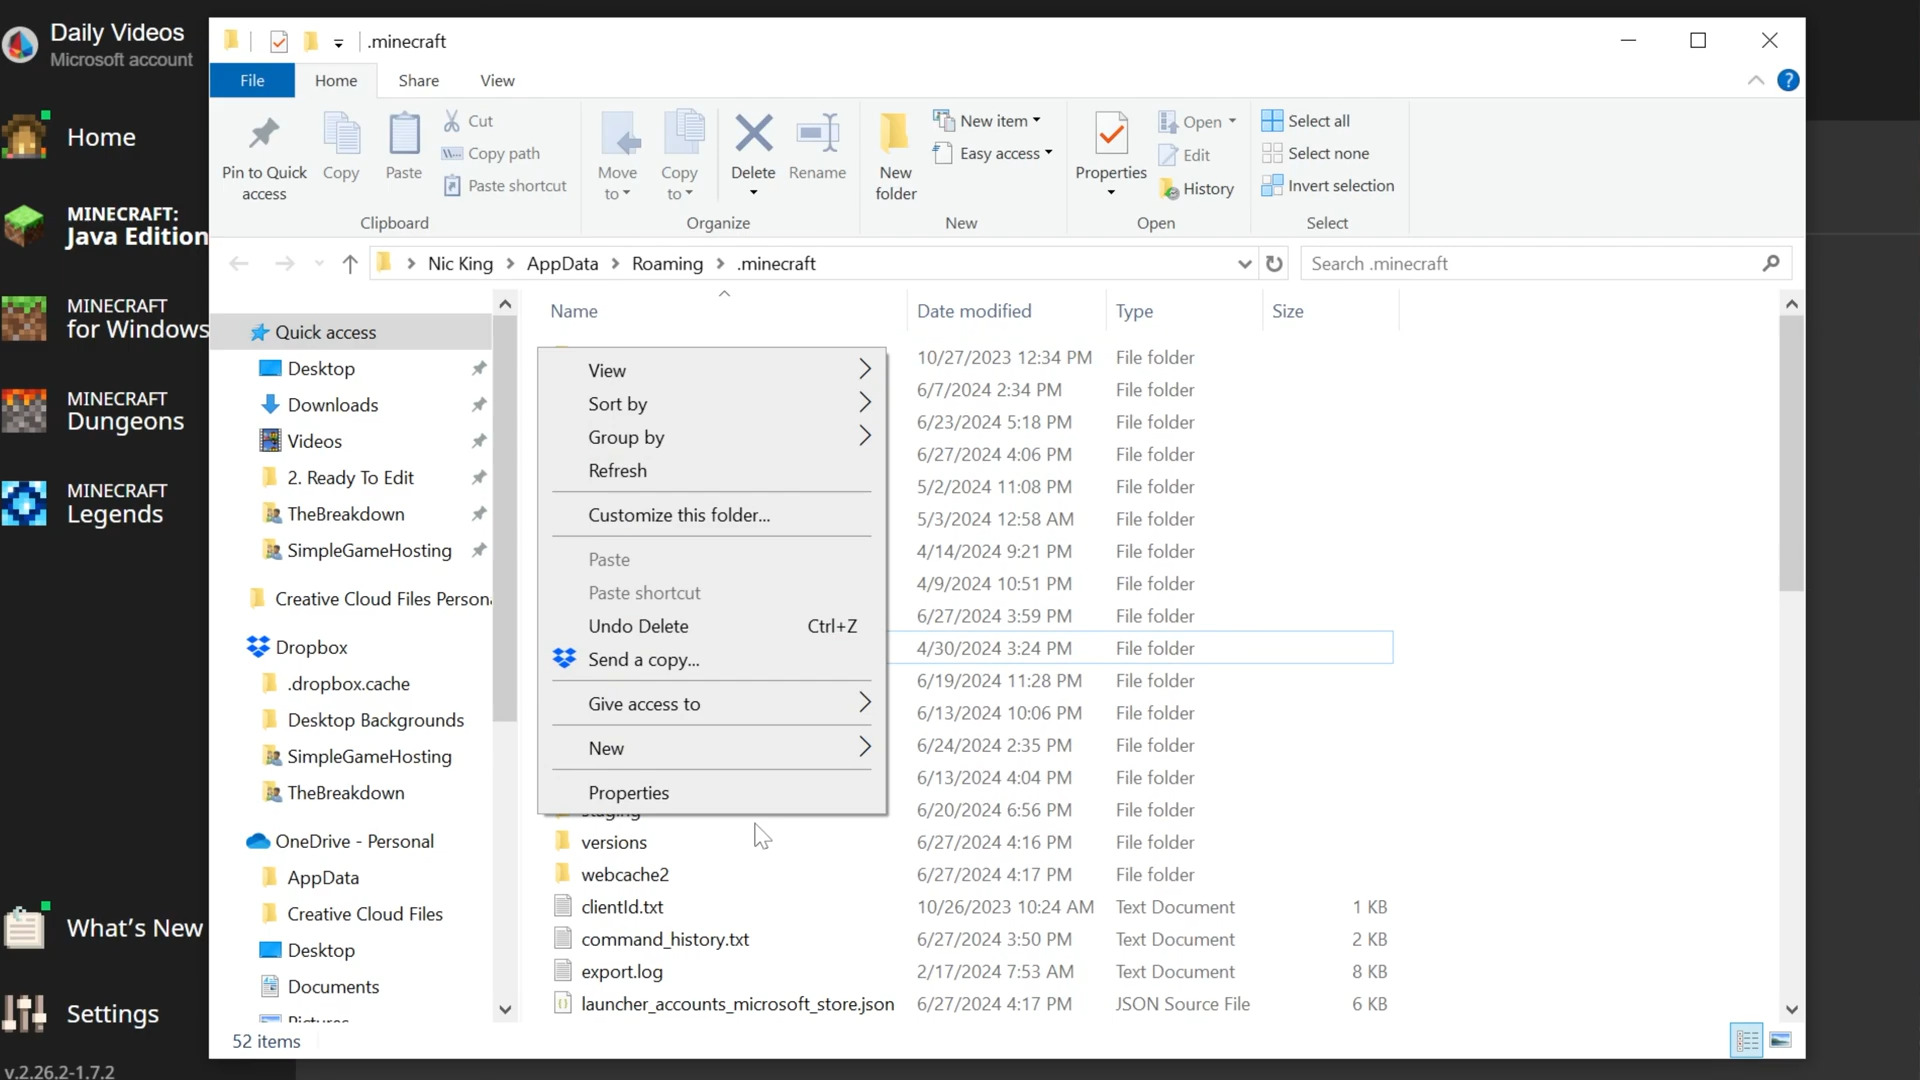 Daily Videos
Microsoft account
Home
MINECRAFT:
Java Edition
MINECRAFT
for Windows
MINECRAFT
Dungeons
MINECRAFT
Legends
What's New
Settings
v.2.26.2-1.7.2
.minecraft
File
Home
Share
View
Pin to Quick
access
Copy
Paste
Cut
Copy path
Paste shortcut
Clipboard
Move
to
Copy
to
Delete
Rename
Organize
New
folder
New item
Easy access
New
Properties
Open
Edit
History
Open
Select all
Select none
Invert selection
Select
Nic King > AppData > Roaming > .minecraft
Search .minecraft
Quick access
Desktop
Downloads
Videos
2. Ready To Edit
TheBreakdown
SimpleGameHosting
Creative Cloud Files Person
Dropbox
.dropbox.cache
Desktop Backgrounds
SimpleGameHosting
TheBreakdown
OneDrive - Personal
AppData
Creative Cloud Files
Desktop
Documents
Pictures
52 items
Name Date modified Type Size
10/27/2023 12:34 PM File folder
6/7/2024 2:34 PM File folder
6/23/2024 5:18 PM File folder
6/27/2024 4:06 PM File folder
5/2/2024 11:08 PM File folder
5/3/2024 12:58 AM File folder
4/14/2024 9:21 PM File folder
4/9/2024 10:51 PM File folder
6/27/2024 3:59 PM File folder
4/30/2024 3:24 PM File folder
6/19/2024 11:28 PM File folder
6/13/2024 10:06 PM File folder
6/24/2024 2:35 PM File folder
6/13/2024 4:04 PM File folder
staging 6/20/2024 6:56 PM File folder
versions 6/27/2024 4:16 PM File folder
webcache2 6/27/2024 4:17 PM File folder
clientId.txt 10/26/2023 10:24 AM Text Document 1 KB
command_history.txt 6/27/2024 3:50 PM Text Document 2 KB
export.log 2/17/2024 7:53 AM Text Document 8 KB
launcher_accounts_microsoft_store.json 6/27/2024 4:17 PM JSON Source File 6 KB
View
Sort by
Group by
Refresh
Customize this folder...
Paste
Paste shortcut
Undo Delete Ctrl+Z
Send a copy...
Give access to
New
Properties